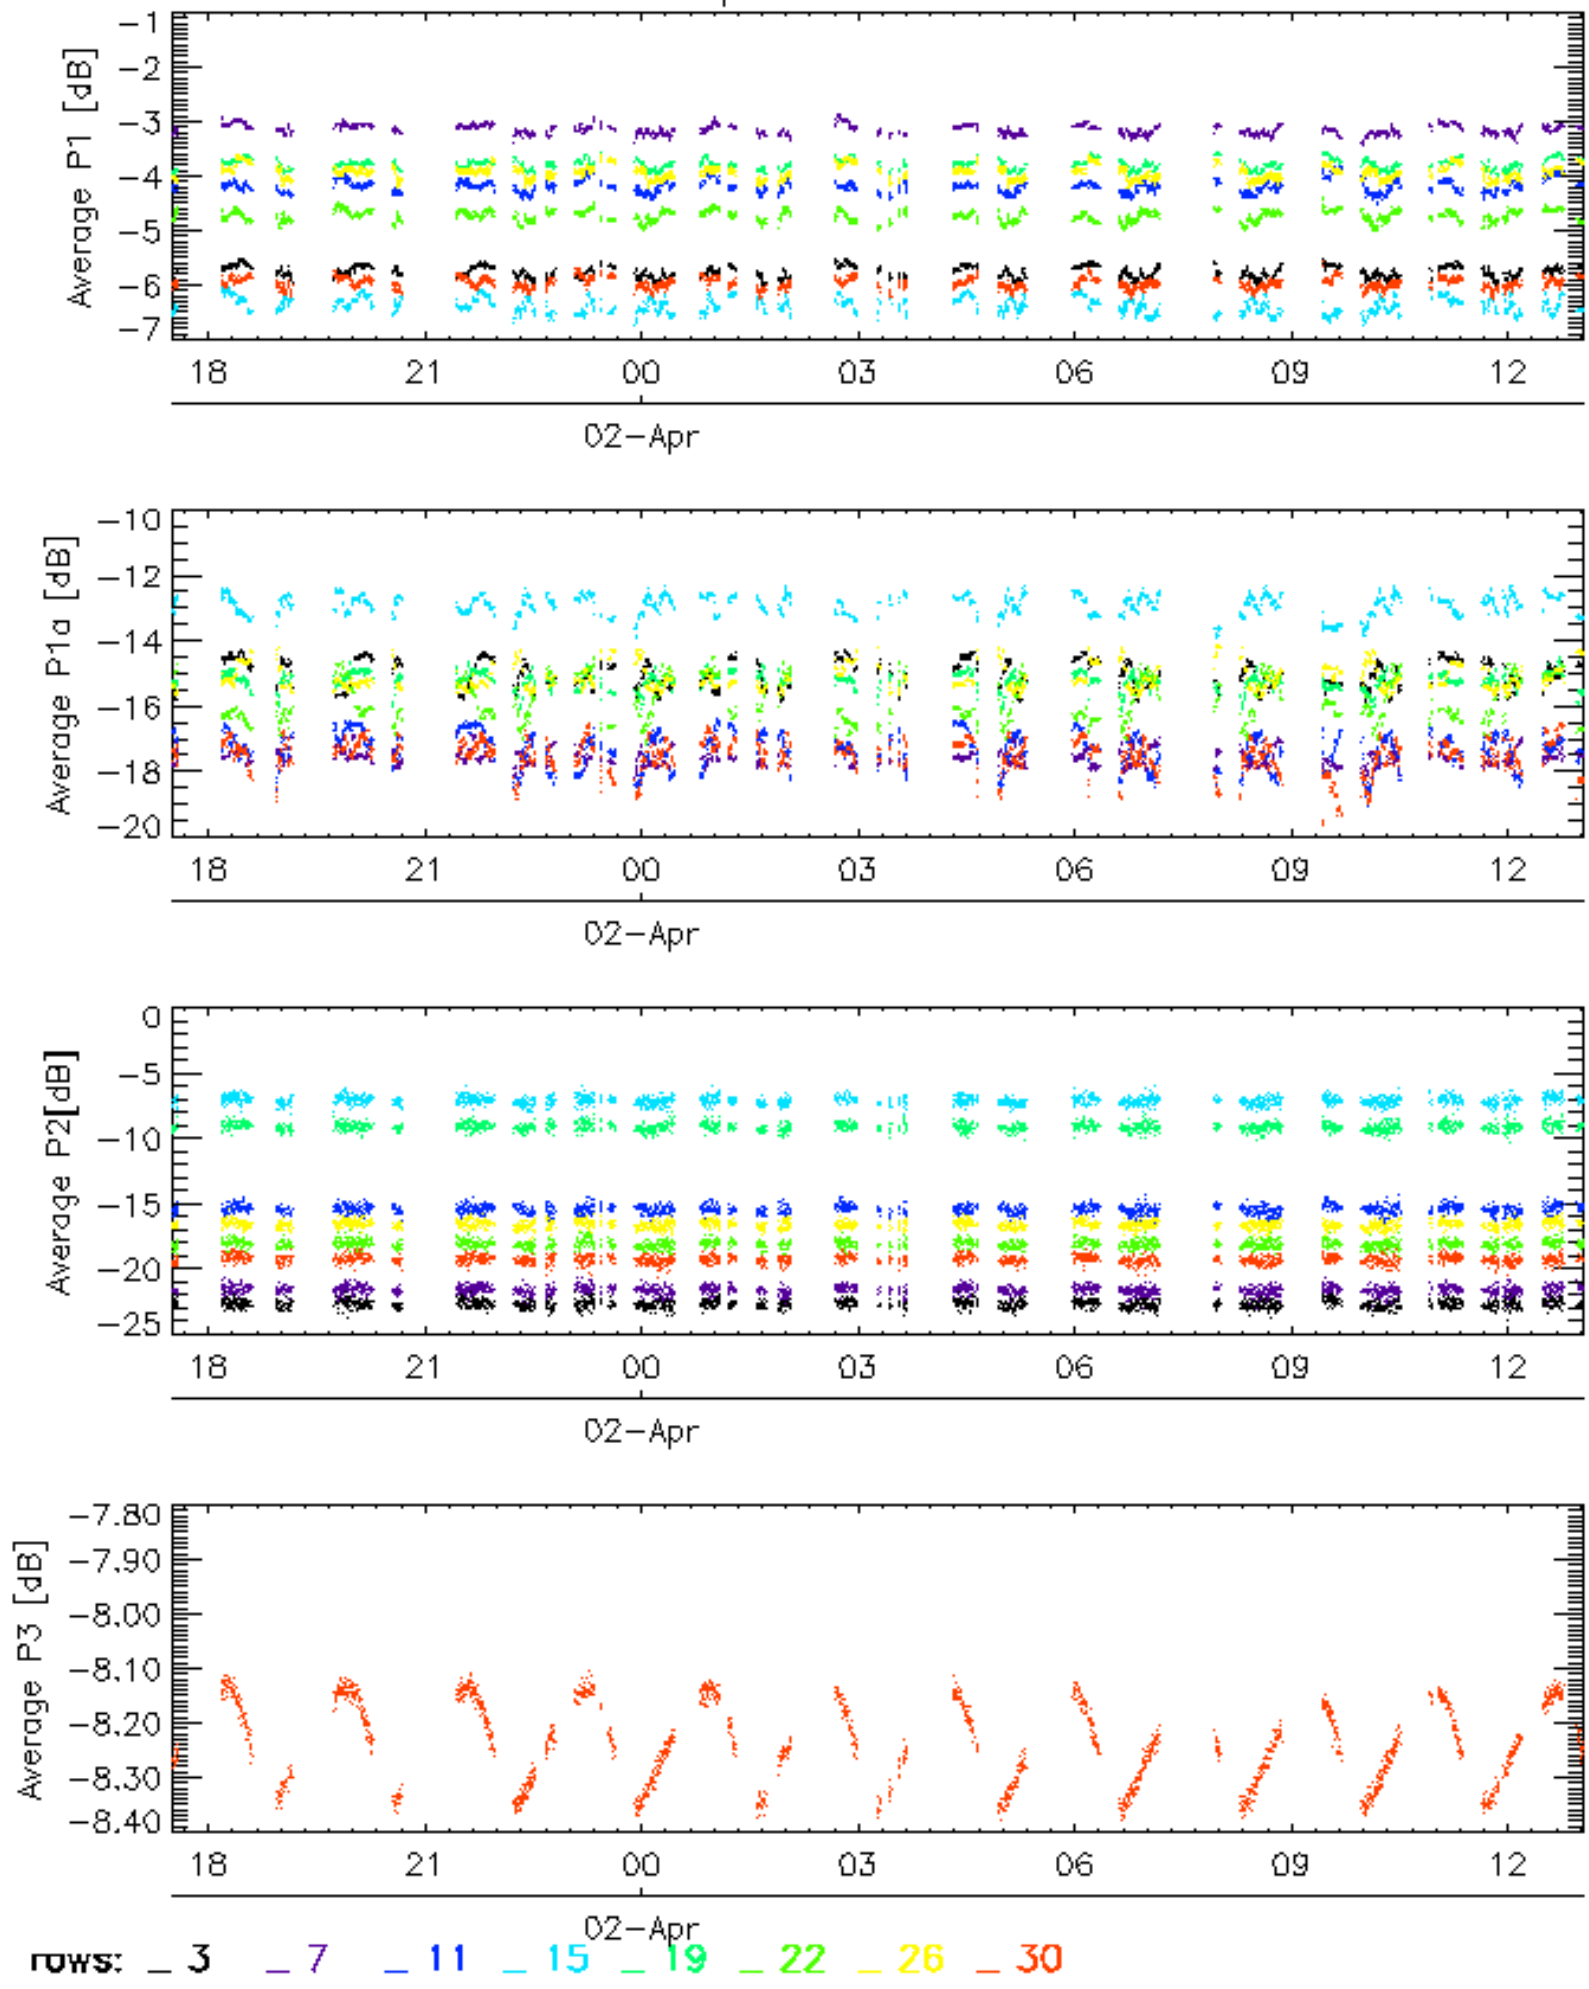 Average P1 [dB]
−1
−2
−3
−4
−5
−6
−7
18 21 00 03 06 09 12
02−Apr
Average P1a [dB]
−10
−12
−14
−16
−18
−20
18 21 00 03 06 09 12
02−Apr
Average P2[dB]
0
−5
−10
−15
−20
−25
18 21 00 03 06 09 12
02−Apr
Average P3 [dB]
−7.80
−7.90
−8.00
−8.10
−8.20
−8.30
−8.40
18 21 00 03 06 09 12
02−Apr
rows: _ 3 _ 7 _ 11 _ 15 _ 19 _ 22 _ 26 _ 30